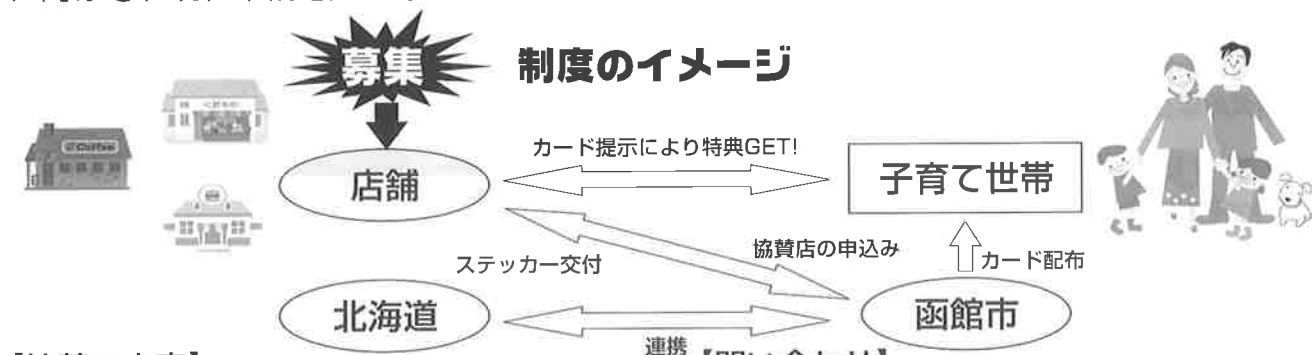 募集
制度のイメージ
Coffee
カード提示により特典GET!
店舗
子育て世帯
協賛店の申込み
ステッカー交付
カード配布
北海道
函館市
連携